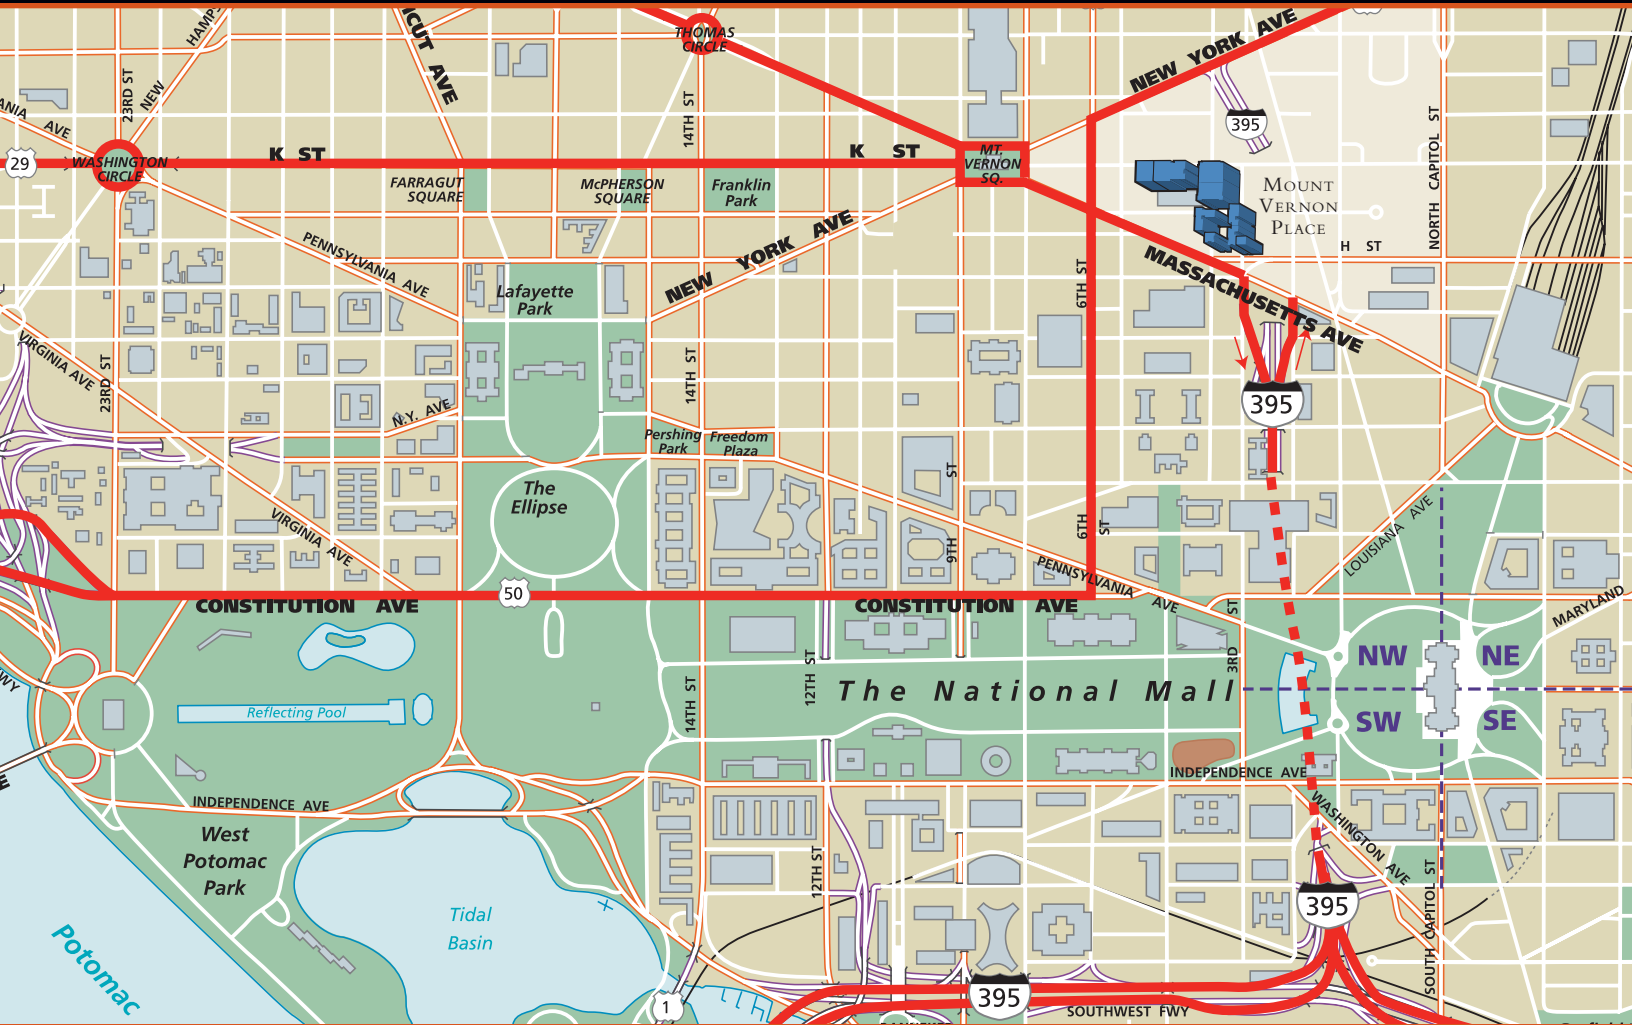 THOMAS
CIRCLE
NEW YORK AVE
CUT AVE
HAMPS
NEW
23RD ST
ANIA AVE
14TH ST
395
NORTH CAPITOL ST
29
WASHINGTON
CIRCLE
K ST
K ST
MT.
VERNON
SQ.
FARRAGUT
SQUARE
McPHERSON
SQUARE
Franklin
Park
MOUNT
VERNON
PLACE
H ST
PENNSYLVANIA AVE
NEW YORK AVE
MASSACHUSETTS AVE
6TH ST
Lafayette
Park
VIRGINIA AVE
23RD ST
14TH ST
395
N.Y. AVE
Pershing
Park
Freedom
Plaza
The
Ellipse
9TH ST
6TH ST
VIRGINIA AVE
LOUISIANA AVE
PENNSYLVANIA AVE
50
CONSTITUTION AVE
CONSTITUTION AVE
3RD ST
MARYLAND
NW
NE
12TH ST
The National Mall
14TH ST
Reflecting Pool
SW
SE
WY
INDEPENDENCE AVE
INDEPENDENCE AVE
WASHINGTON AVE
West
Potomac
Park
12TH ST
SOUTH CAPITOL ST
395
Tidal
Basin
Potomac
1
395
SOUTHWEST FWY